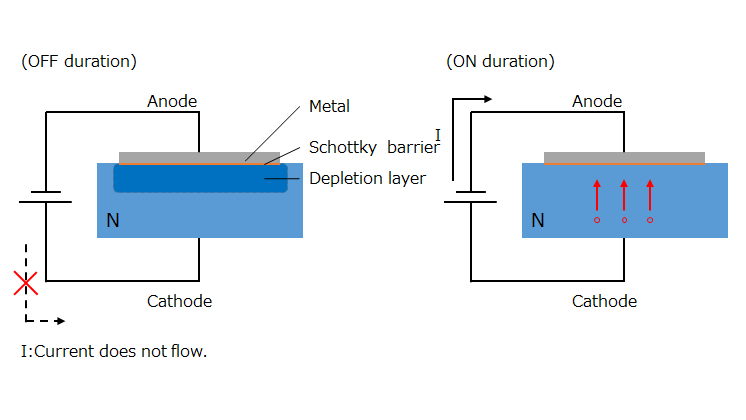 (OFF duration)
(ON duration)
Anode
Metal
Schottky barrier
Depletion layer
N
Cathode
I:Current does not flow.
I
Anode
N
Cathode